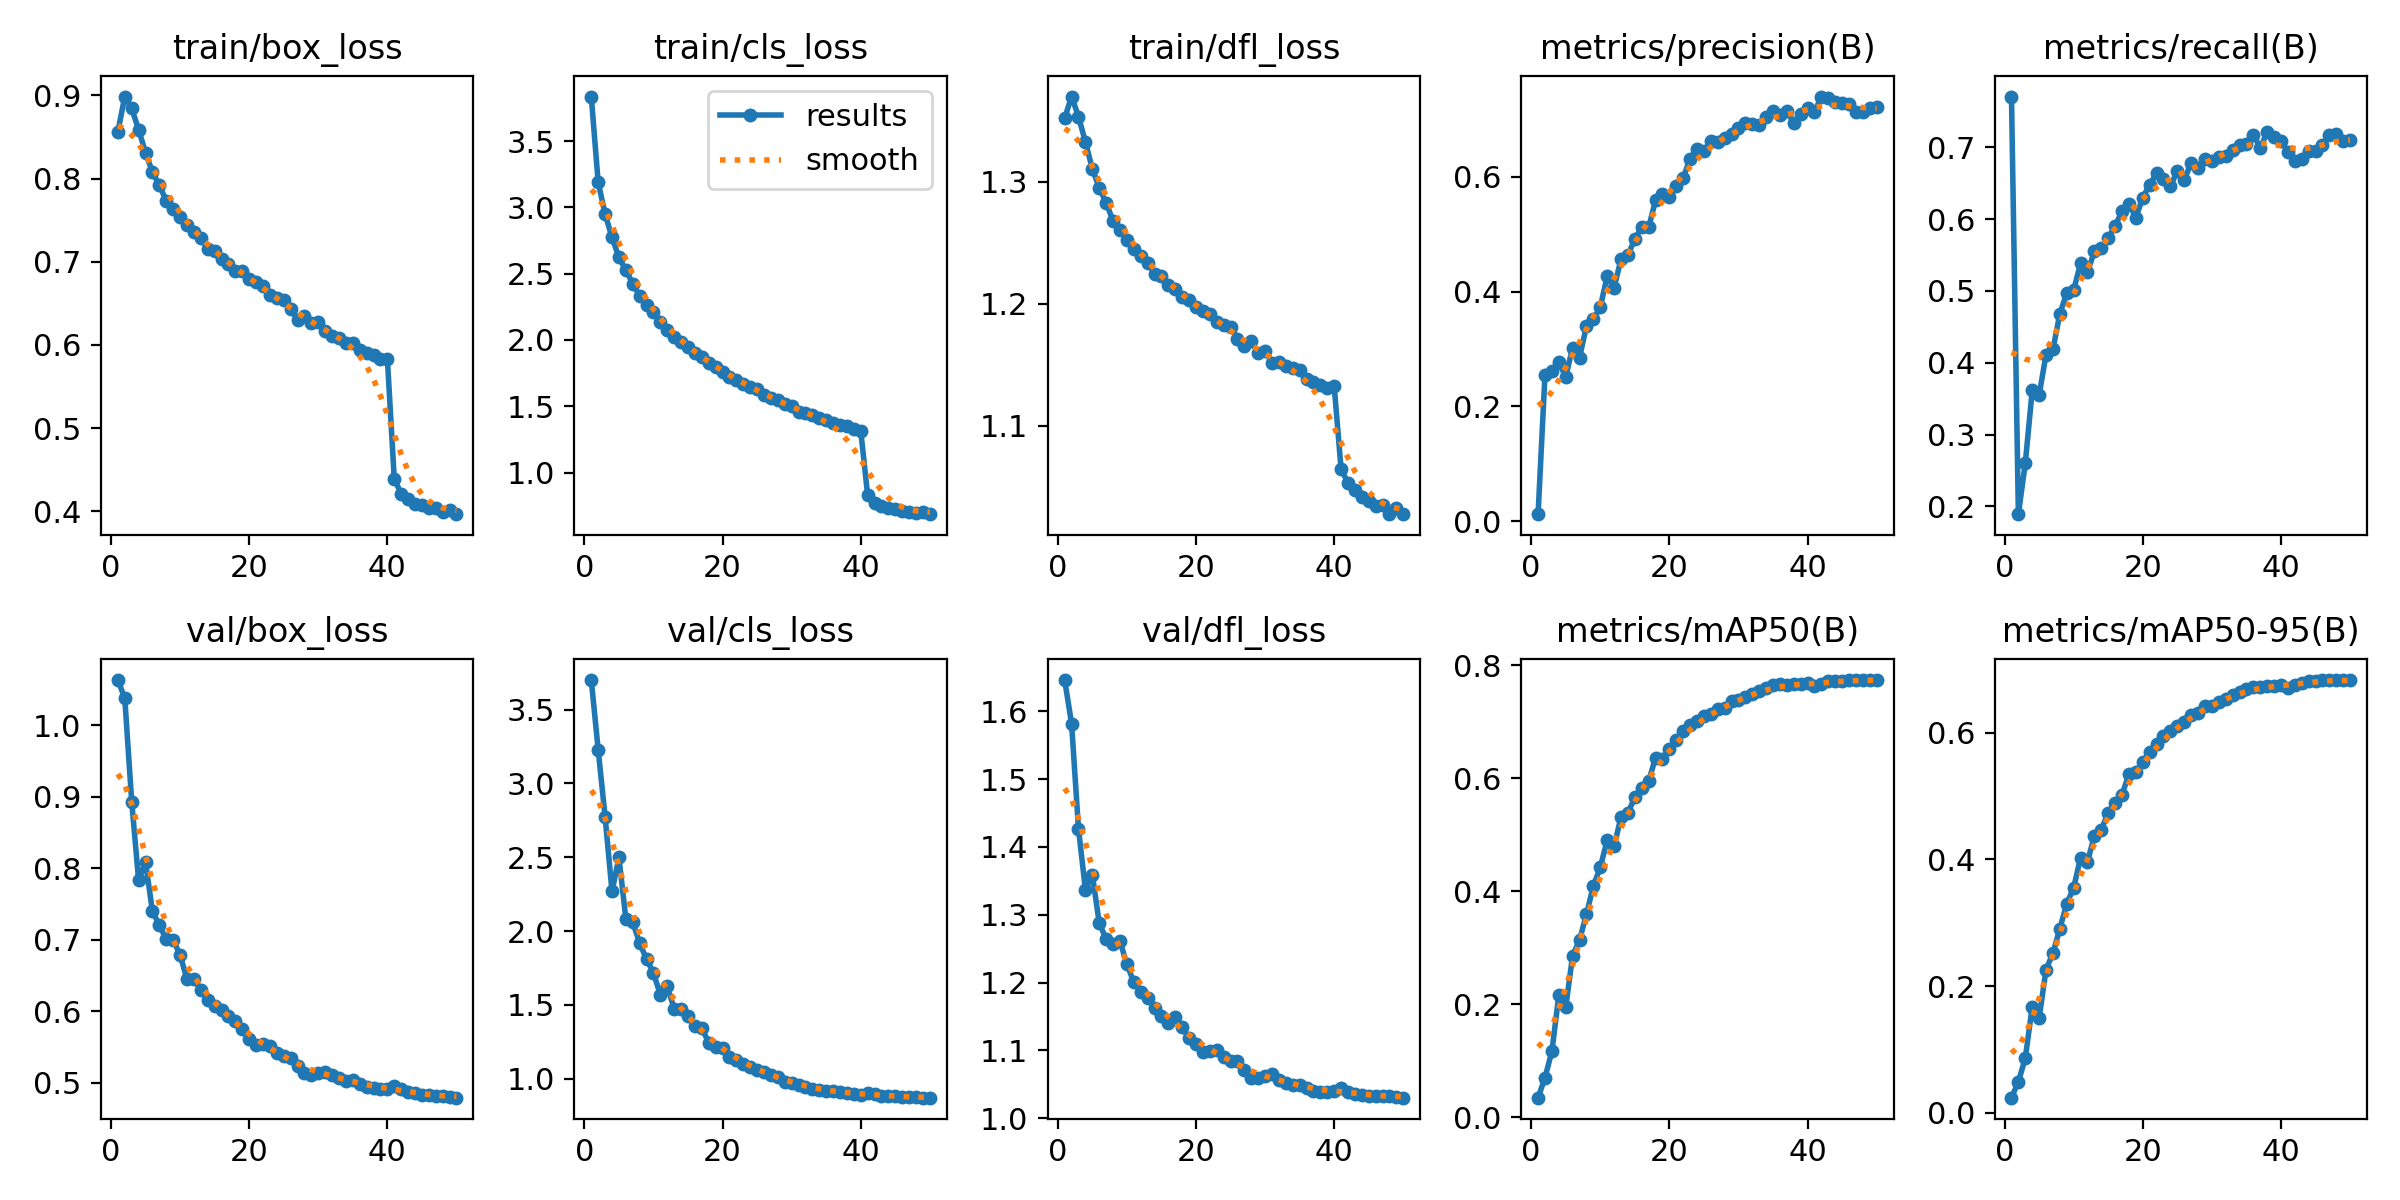 train/box_loss
train/cls_loss
train/dfl_loss
metrics/precision(B)
metrics/recall(B)
results
smooth
0.9
0.8
0.7
0.6
0.5
0.4
0 20 40
3.5
3.0
2.5
2.0
1.5
1.0
0 20 40
1.3
1.2
1.1
0 20 40
0.6
0.4
0.2
0.0
0 20 40
0.7
0.6
0.5
0.4
0.3
0.2
0 20 40
val/box_loss
val/cls_loss
val/dfl_loss
metrics/mAP50(B)
metrics/mAP50-95(B)
1.0
0.9
0.8
0.7
0.6
0.5
0 20 40
3.5
3.0
2.5
2.0
1.5
1.0
0 20 40
1.6
1.5
1.4
1.3
1.2
1.1
1.0
0 20 40
0.8
0.6
0.4
0.2
0.0
0 20 40
0.6
0.4
0.2
0.0
0 20 40